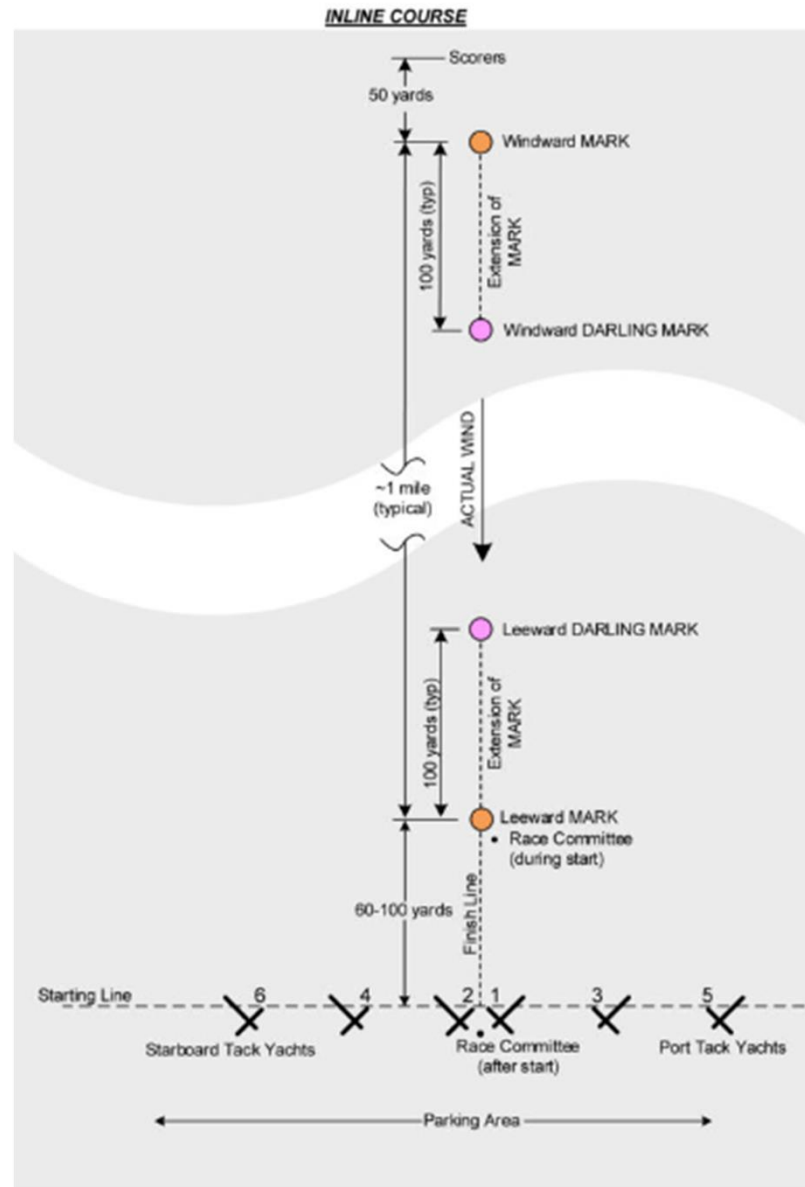 INLINE COURSE
Scorers
50 yards
Windward MARK
100 yards (typ)
Extension of
MARK
Windward DARLING MARK
ACTUAL WIND
~1 mile
(typical)
Leeward DARLING MARK
100 yards (typ)
Extension of
MARK
Leeward MARK
• Race Committee
(during start)
60-100 yards
Finish Line
Starting Line
6 4 2 1 3 5
Starboard Tack Yachts
Race Committee
(after start)
Port Tack Yachts
Parking Area